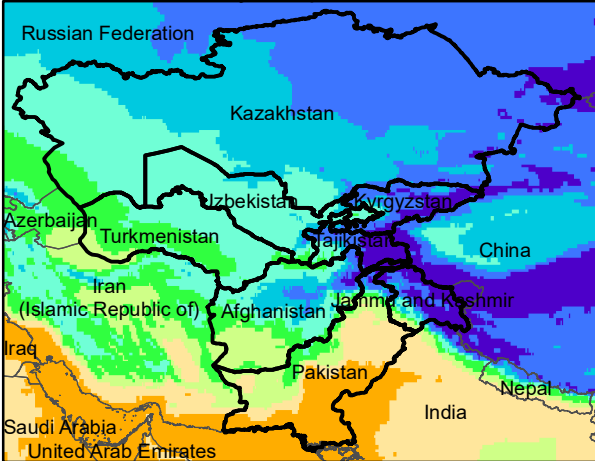 Russian Federation
Kazakhstan
Izbekistan
Kyrgyzstan
Azerbaijan
Turkmenistan
Tajikistan
China
Iran
(Islamic Republic of)
Afghanistan
Jammu and Kashmir
Iraq
Pakistan
Nepal
India
Saudi Arabia
United Arab Emirates